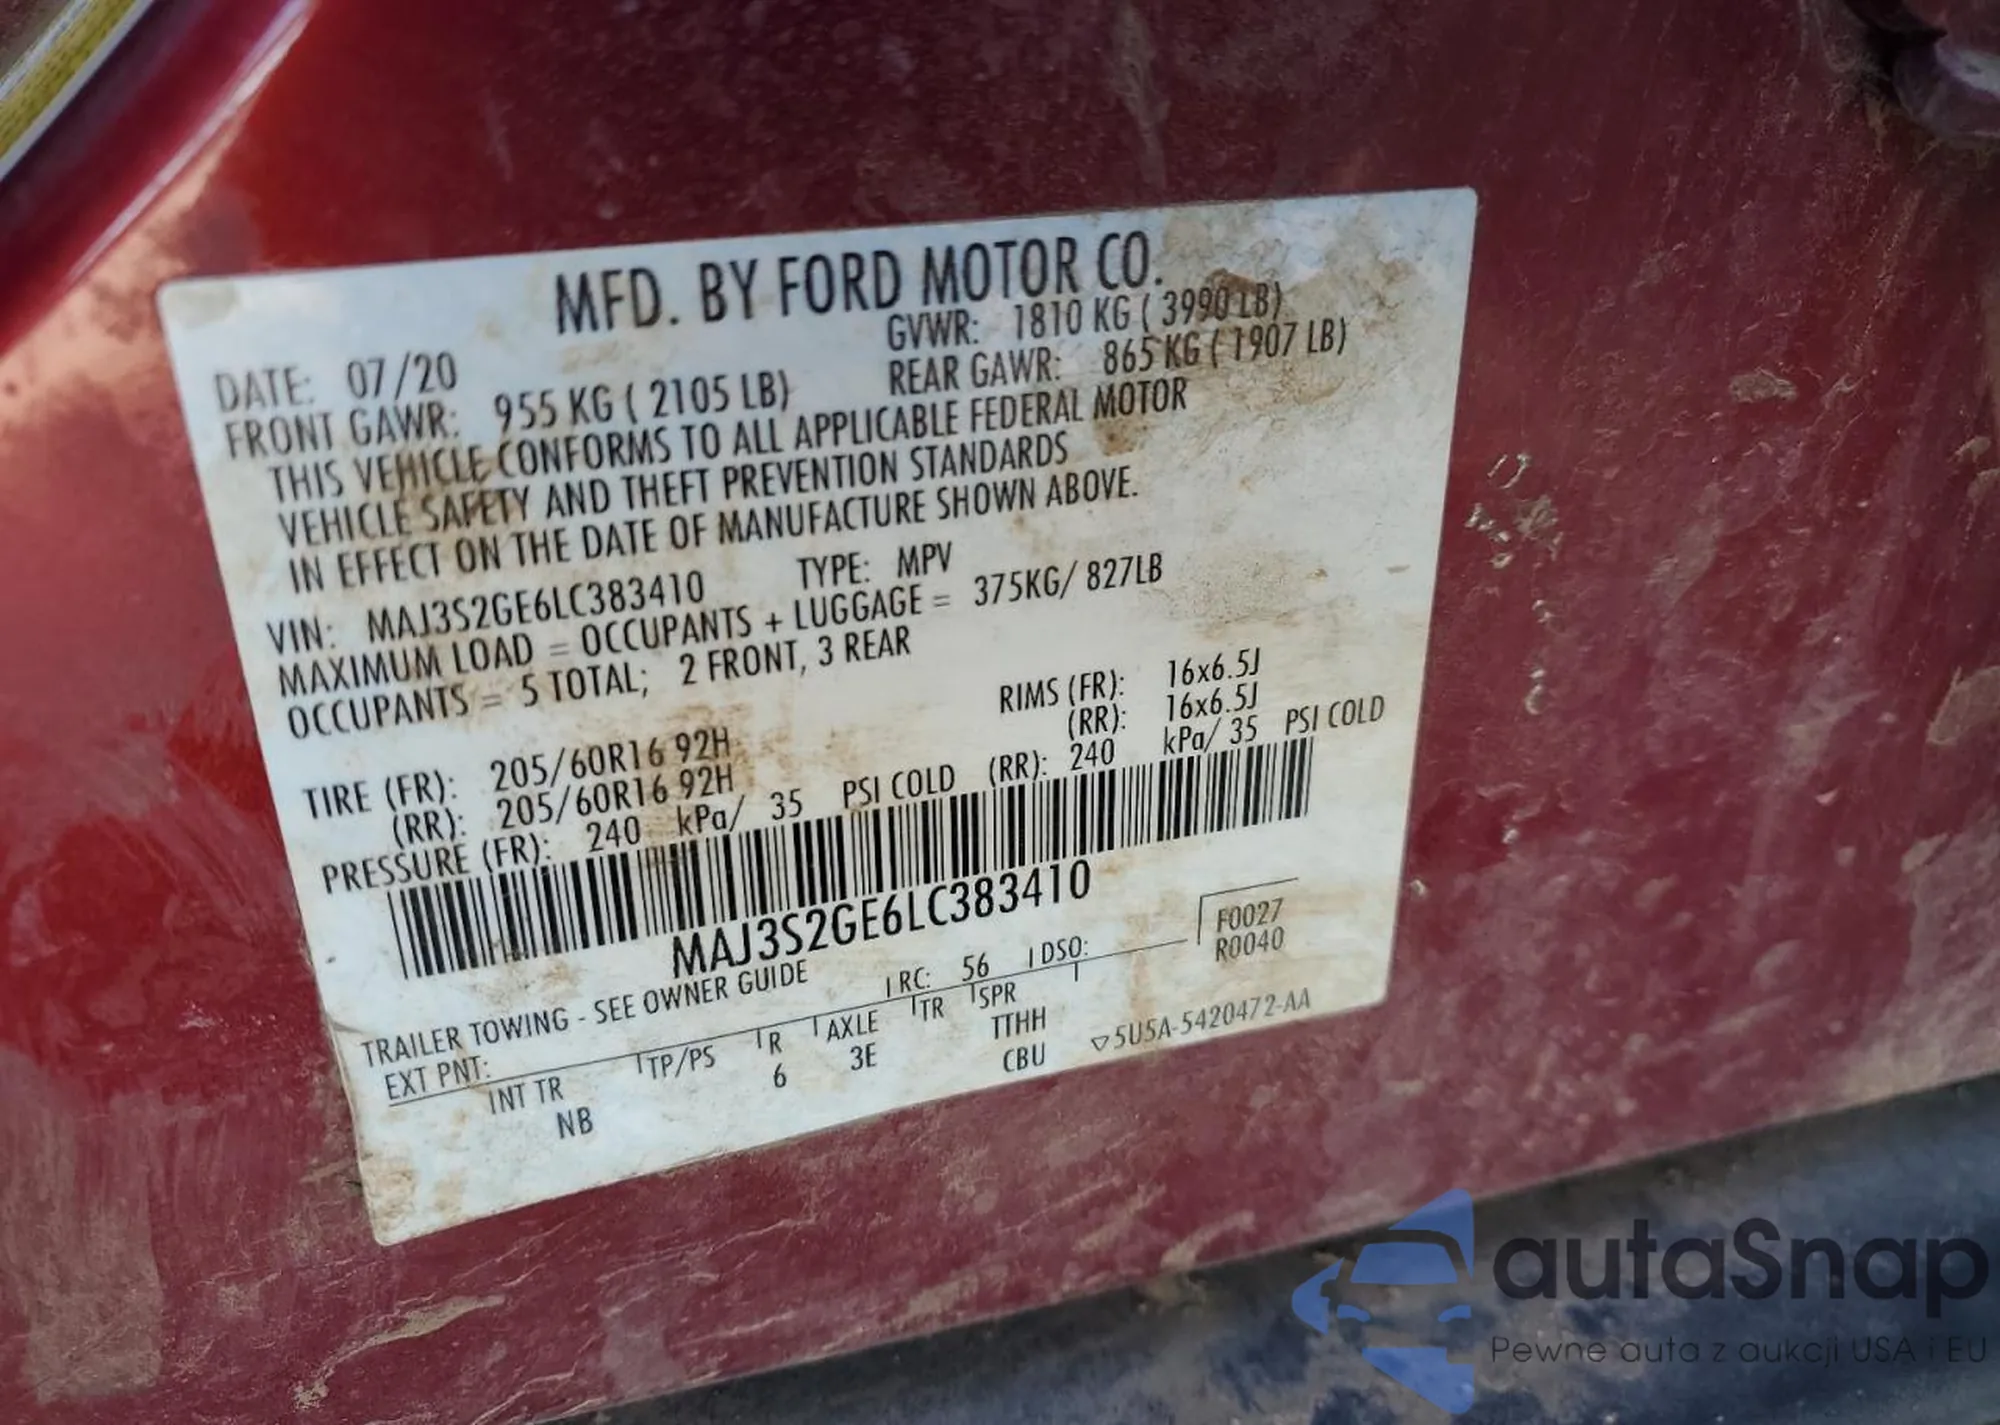 MFD. BY FORD MOTOR CO.
DATE: 07/20 GVWR: 1810 KG ( 3990 LB)
FRONT GAWR: 955 KG ( 2105 LB) REAR GAWR: 865 KG ( 1907 LB)
THIS VEHICLE CONFORMS TO ALL APPLICABLE FEDERAL MOTOR
VEHICLE SAFETY AND THEFT PREVENTION STANDARDS
IN EFFECT ON THE DATE OF MANUFACTURE SHOWN ABOVE.
VIN: MAJ3S2GE6LC383410 TYPE: MPV
MAXIMUM LOAD = OCCUPANTS + LUGGAGE = 375KG/ 827LB
OCCUPANTS = 5 TOTAL; 2 FRONT, 3 REAR
TIRE (FR): 205/60R16 92H RIMS (FR): 16x6.5J
(RR): 205/60R16 92H (RR): 16x6.5J
PRESSURE (FR): 240 kPa/ 35 PSI COLD (RR): 240 kPa/ 35 PSI COLD
MAJ3S2GE6LC383410
TRAILER TOWING - SEE OWNER GUIDE
F0027
EXT PNT: RC: 56 DSO: R0040
INT TR TP/PS R AXLE TR SPR
NB 6 3E TTHH
CBU ▽5U5A-5420472-AA
autaSnap
Pewne auta z aukcji USA i EU